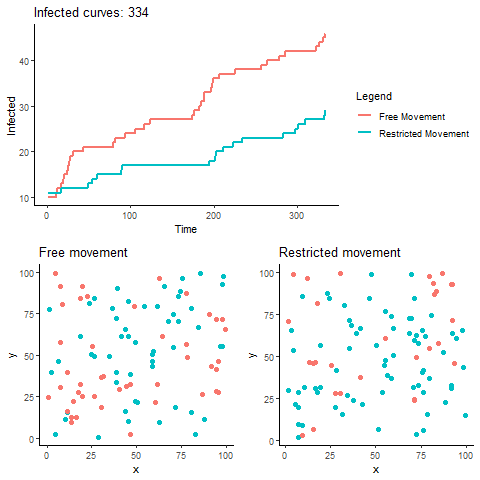 Infected curves: 334
Infected
40
30
20
10
0
100
200
300
Time
Legend
Free Movement
Restricted Movement
Free movement
y
100
75
50
25
0
0
25
50
75
100
x
Restricted movement
y
100
75
50
25
0
0
25
50
75
100
x